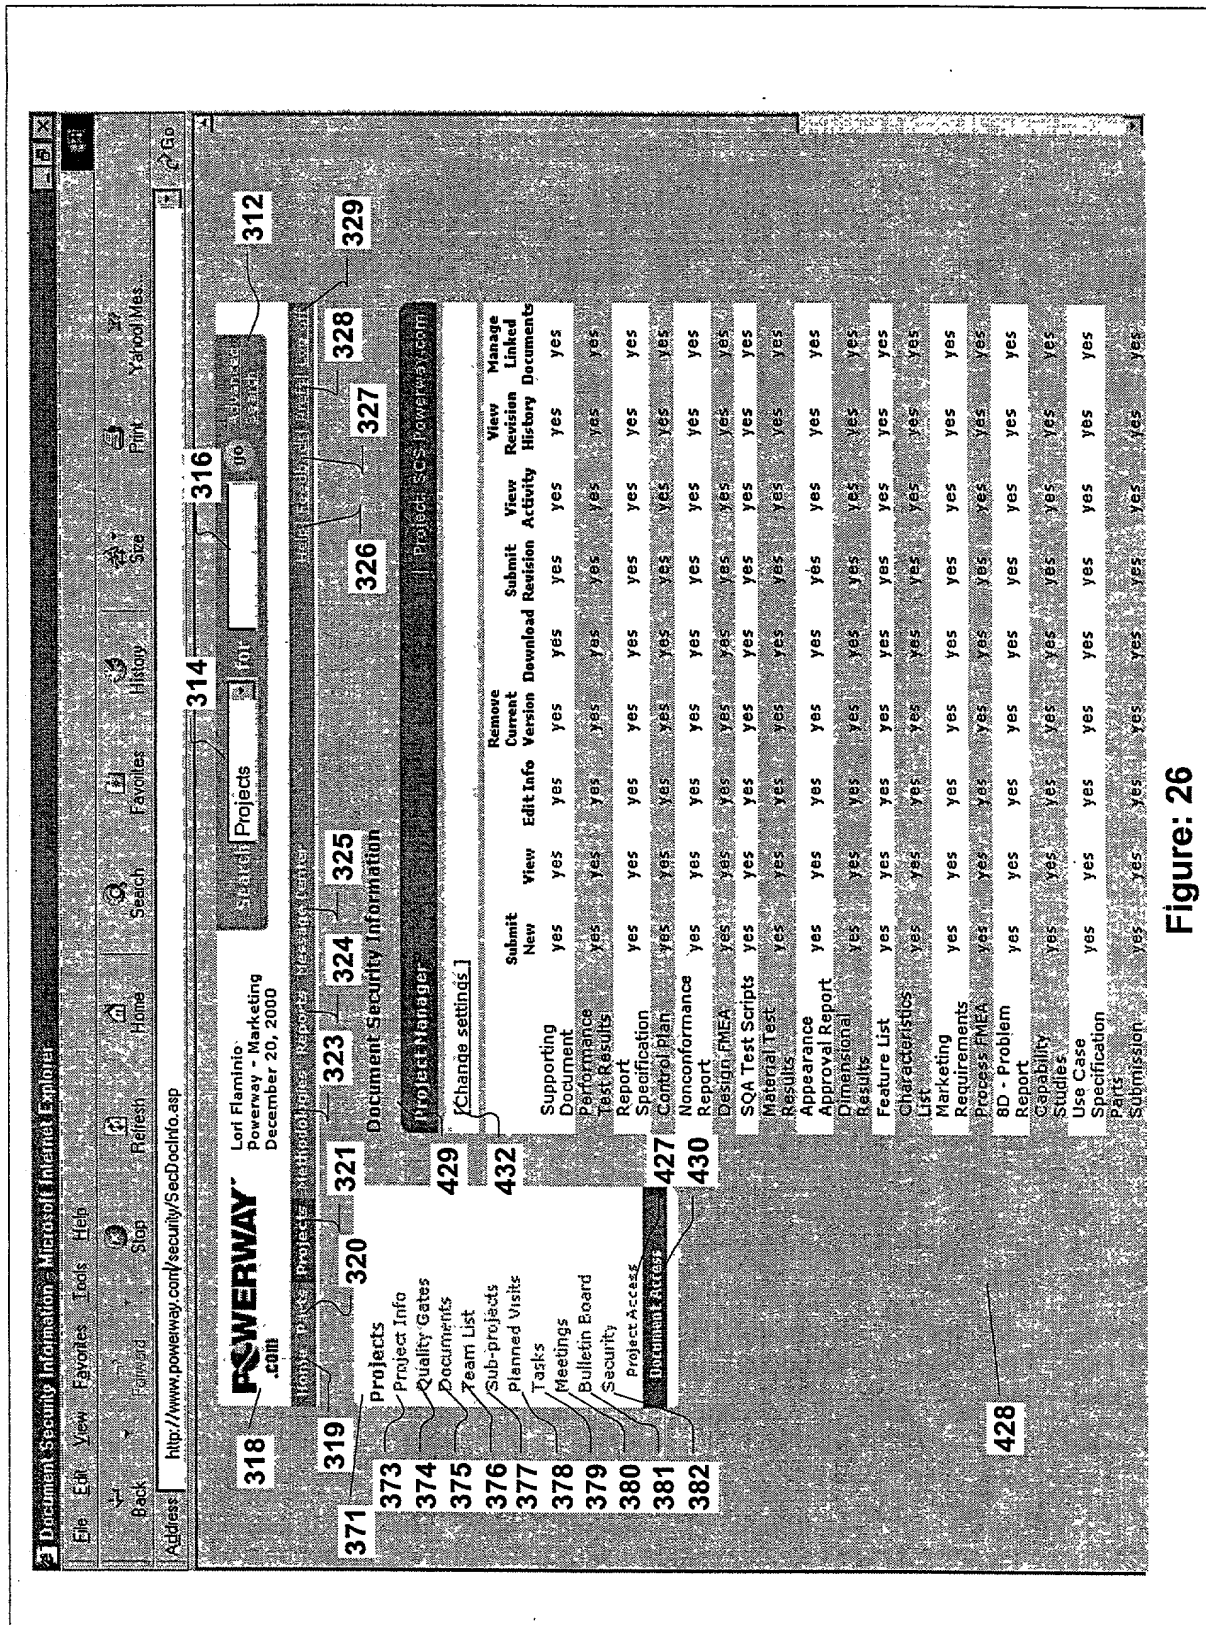 Document Security Information - Microsoft Internet Explorer
File Edit View Favorites Tools Help
Back Forward Stop Refresh Home Search Favorites History Size Print Yahoo! Mes..
Address http://www.powerway.com/security/SecDocInfo.asp Go
314 316
POWERWAY .com
Lori Flaminio
Powerway - Marketing
December 20, 2000
Search Projects for go Advanced Search
318 312
Home Parts Projects Methodologies Reporter Message Center Help
319 320 321 323 324 325 326 327 328 329
371
Projects
373 Project Info
374 Quality Gates
375 Documents
376 Team List
377 Sub-projects
378 Planned Visits
379 Tasks
380 Meetings
381 Bulletin Board
382 Security
Project Access 427
Document Access 430
Document Security Information
429 Project Manager Project: SCS Powerway.com
432 [Change settings]
Submit New View Edit Info Remove Current Version Download Submit Revision View Activity View Revision History Manage Linked Documents
Supporting Document yes yes yes yes yes yes yes yes yes
Performance Test Results yes yes yes yes yes yes yes yes yes
Report Specification yes yes yes yes yes yes yes yes yes
Control Plan yes yes yes yes yes yes yes yes yes
Nonconformance Report yes yes yes yes yes yes yes yes yes
Design FMEA yes yes yes yes yes yes yes yes yes
SQA Test Scripts yes yes yes yes yes yes yes yes yes
Material Test Results yes yes yes yes yes yes yes yes yes
Appearance Approval Report yes yes yes yes yes yes yes yes yes
Dimensional Results yes yes yes yes yes yes yes yes yes
Feature List yes yes yes yes yes yes yes yes yes
Characteristics List yes yes yes yes yes yes yes yes yes
Marketing Requirements yes yes yes yes yes yes yes yes yes
Process FMEA yes yes yes yes yes yes yes yes yes
8D - Problem Report yes yes yes yes yes yes yes yes yes
Capability Studies yes yes yes yes yes yes yes yes yes
Use Case Specification yes yes yes yes yes yes yes yes yes
Parts Submission yes yes yes yes yes yes yes yes yes
428
Figure: 26